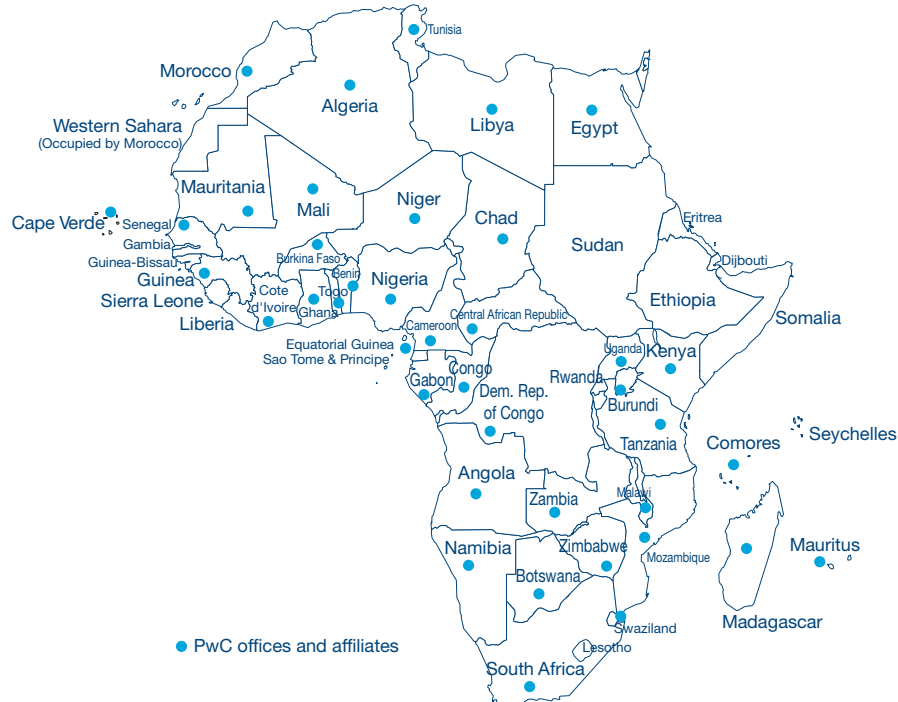 Tunisia
Morocco
Algeria
Libya
Egypt
Western Sahara
(Occupied by Morocco)
Mauritania
Mali
Niger
Chad
Sudan
Eritrea
Cape Verde
Senegal
Gambia
Guinea-Bissau
Guinea
Sierra Leone
Liberia
Burkina Faso
Benin
Togo
Cote
d'Ivoire
Ghana
Nigeria
Djibouti
Ethiopia
Somalia
Central African Republic
Cameroon
Equatorial Guinea
Sao Tome & Principe
Gabon
Congo
Dem. Rep.
of Congo
Uganda
Kenya
Rwanda
Burundi
Tanzania
Seychelles
Comores
Angola
Zambia
Malawi
Namibia
Zimbabwe
Mozambique
Mauritus
Botswana
Madagascar
Swaziland
Lesotho
South Africa
PwC offices and affiliates